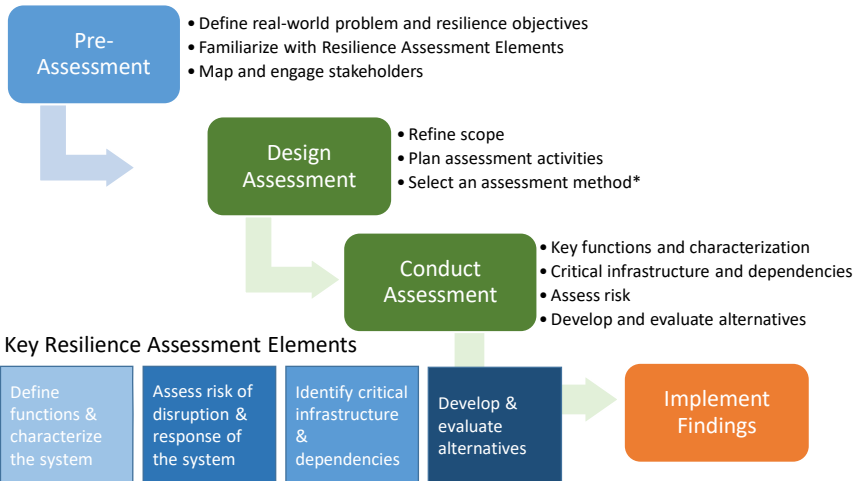 Pre-
Assessment
• Define real-world problem and resilience objectives
• Familiarize with Resilience Assessment Elements
• Map and engage stakeholders
Design
Assessment
• Refine scope
• Plan assessment activities
• Select an assessment method*
Conduct
Assessment
• Key functions and characterization
• Critical infrastructure and dependencies
• Assess risk
• Develop and evaluate alternatives
Key Resilience Assessment Elements
Define
functions &
characterize
the system
Assess risk of
disruption &
response of
the system
Identify critical
infrastructure
&
dependencies
Develop &
evaluate
alternatives
Implement
Findings